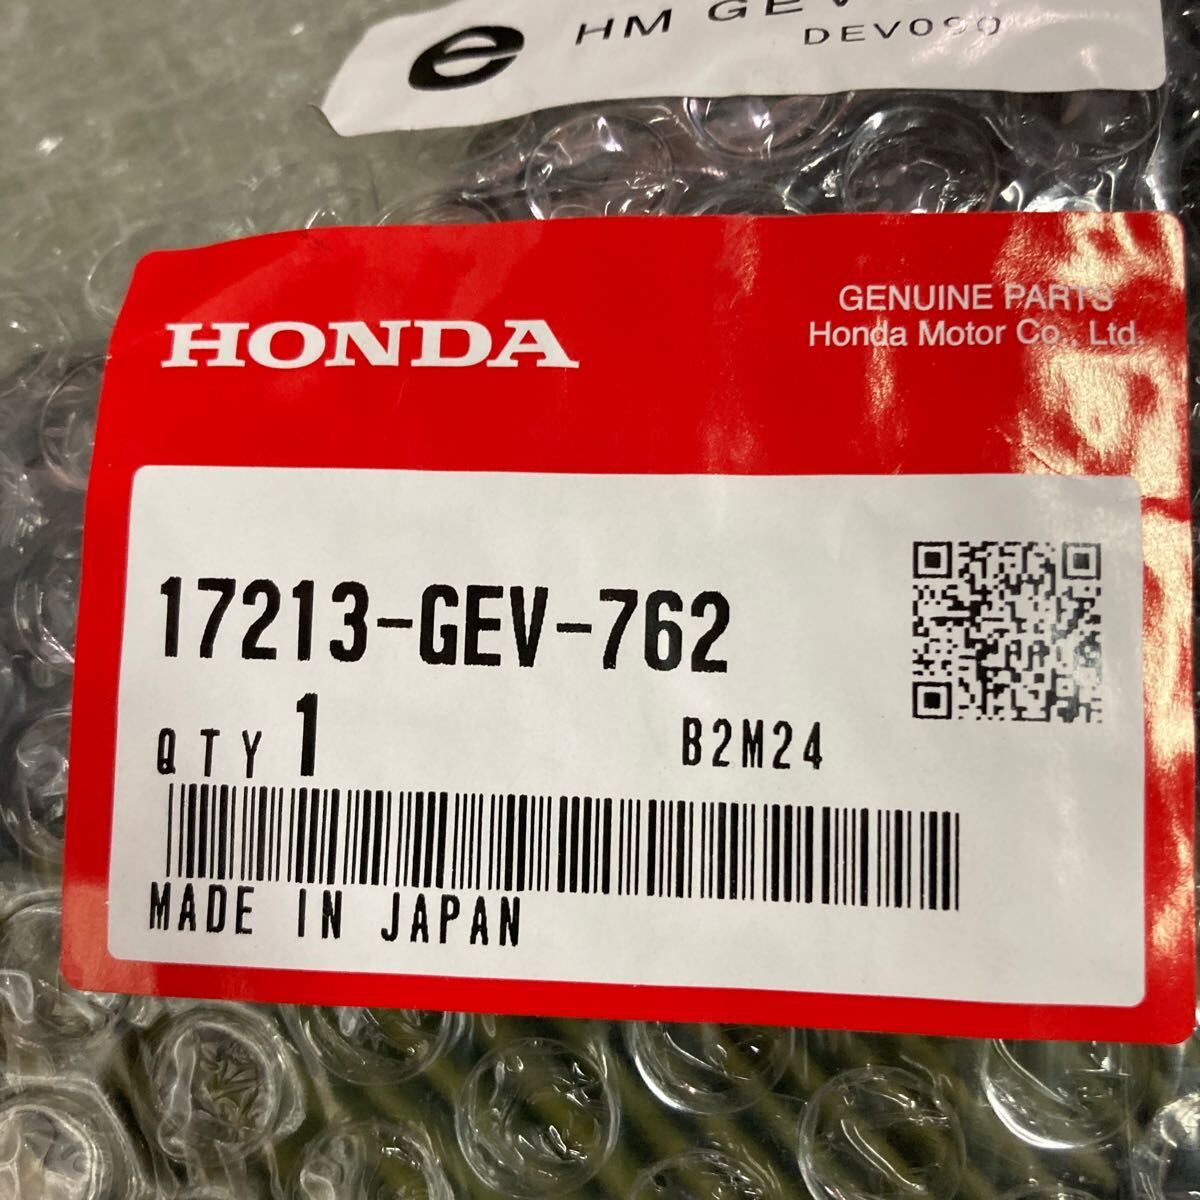 e HM GEV
DEV090
HONDA
GENUINE PARTS
Honda Motor Co., Ltd.
17213-GEV-762
QTY 1
B2M24
MADE IN JAPAN